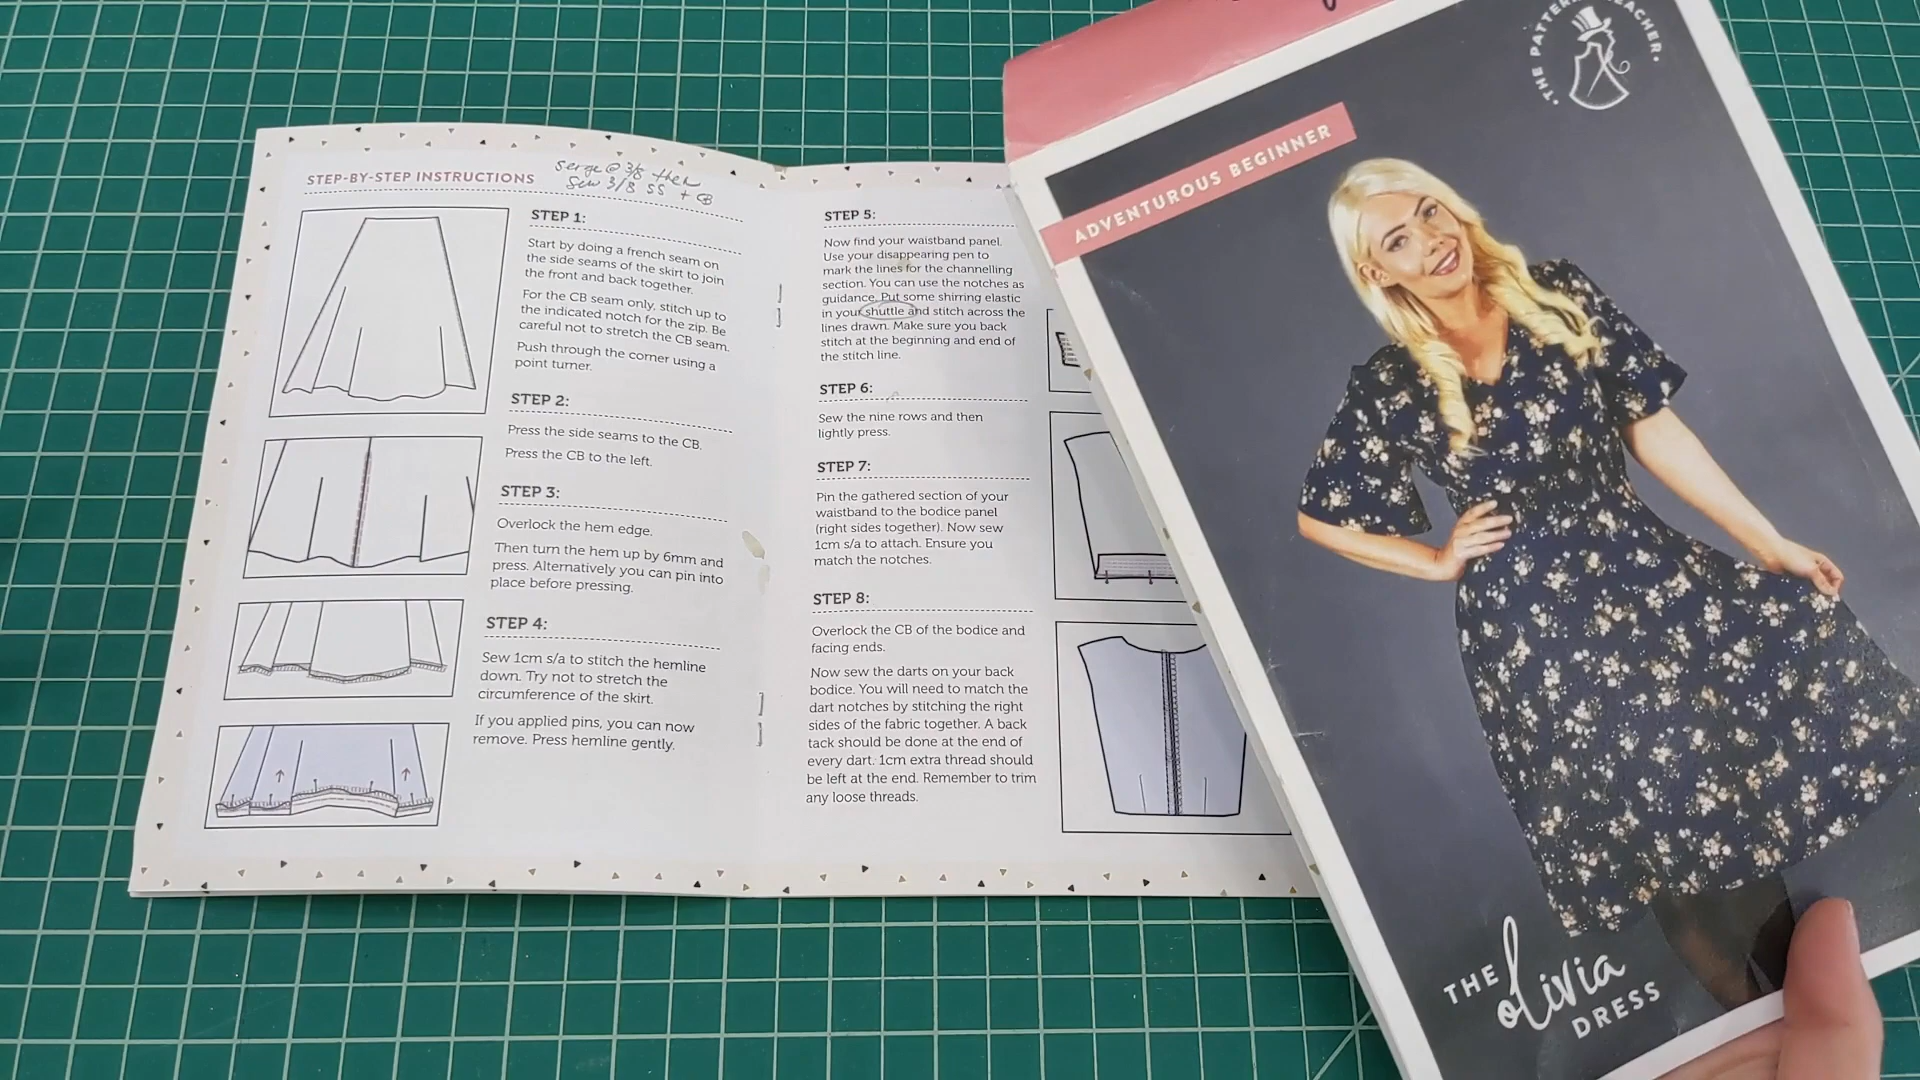 STEP-BY-STEP INSTRUCTIONS
serge @ 3/8 then
sew 3/8 SS + CB
STEP 1:
Start by doing a french seam on
the side seams of the skirt to join
the front and back together.
For the CB seam only, stitch up to
the indicated notch for the zip. Be
careful not to stretch the CB seam.
Push through the corner using a
point turner.
STEP 2:
Press the side seams to the CB.
Press the CB to the left.
STEP 3:
Overlock the hem edge.
Then turn the hem up by 6mm and
press. Alternatively you can pin into
place before pressing.
STEP 4:
Sew 1cm s/a to stitch the hemline
down. Try not to stretch the
circumference of the skirt.
If you applied pins, you can now
remove. Press hemline gently.
STEP 5:
Now find your waistband panel.
Use your disappearing pen to
mark the lines for the channelling
section. You can use the notches as
guidance. Put some shirring elastic
in your shuttle and stitch across the
lines drawn. Make sure you back
stitch at the beginning and end of
the stitch line.
STEP 6:
Sew the nine rows and then
lightly press.
STEP 7:
Pin the gathered section of your
waistband to the bodice panel
(right sides together). Now sew
1cm s/a to attach. Ensure you
match the notches.
STEP 8:
Overlock the CB of the bodice and
facing ends.
Now sew the darts on your back
bodice. You will need to match the
dart notches by stitching the right
sides of the fabric together. A back
tack should be done at the end of
every dart. 1cm extra thread should
be left at the end. Remember to trim
any loose threads.
ADVENTUROUS BEGINNER
THE
olivia
DRESS